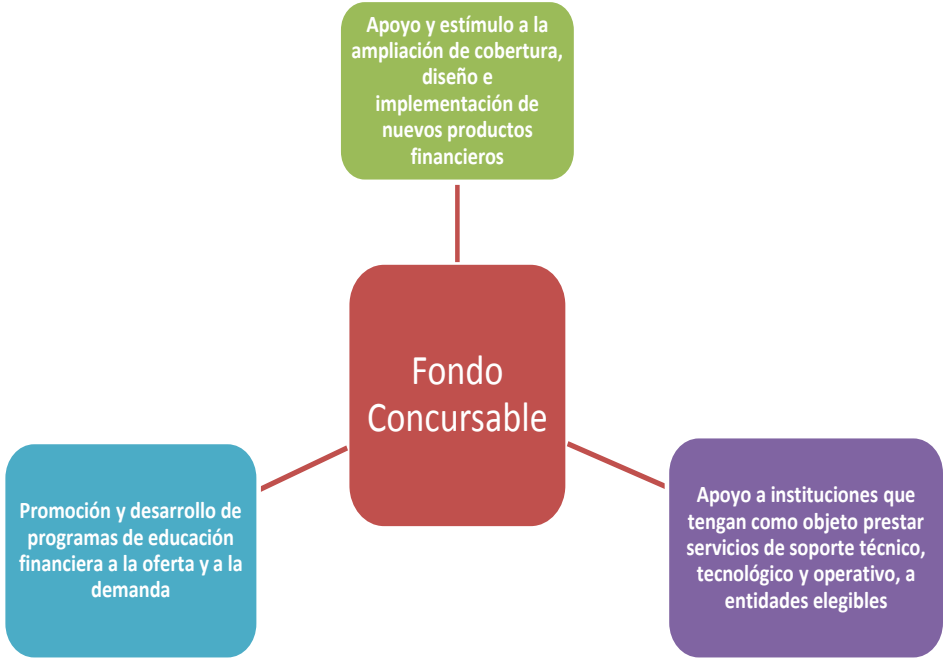 Apoyo y estímulo a la
ampliación de cobertura,
diseño e
implementación de
nuevos productos
financieros
Fondo
Concursable
Promoción y desarrollo de
programas de educación
financiera a la oferta y a la
demanda
Apoyo a instituciones que
tengan como objeto prestar
servicios de soporte técnico,
tecnológico y operativo, a
entidades elegibles